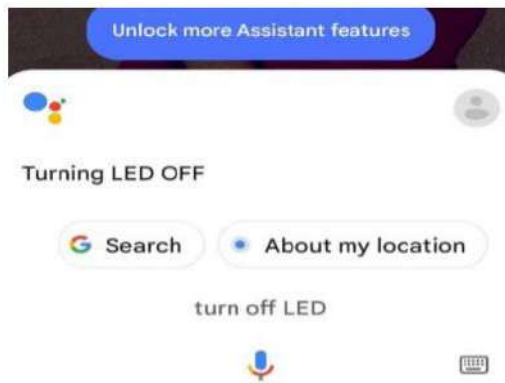 Unlock more Assistant features
Turning LED OFF
Search
About my location
turn off LED